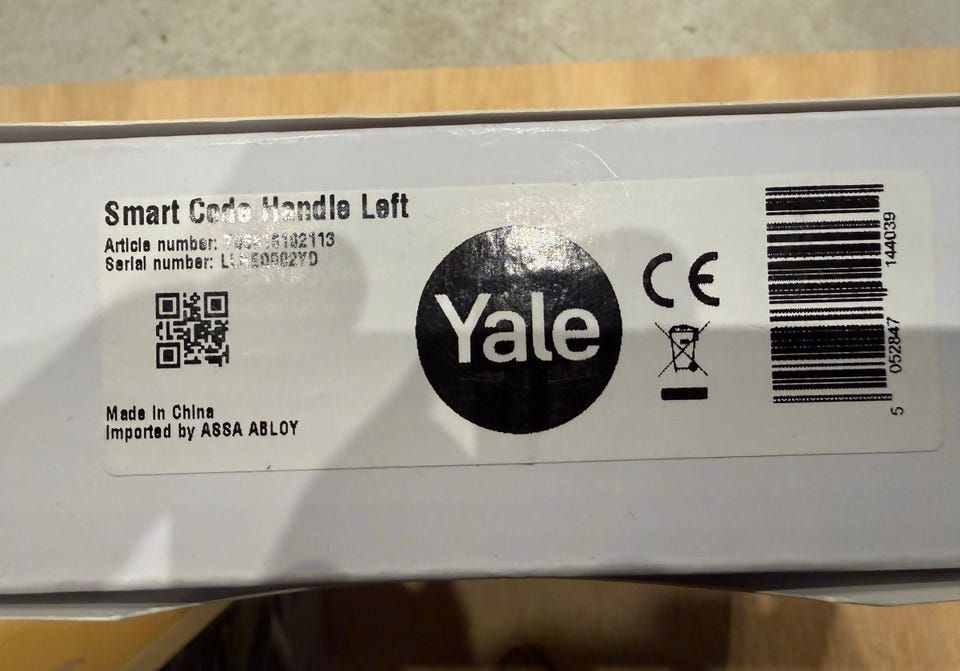 Smart Code Handle Left
Article number:
Serial number:
Made In China
Imported by ASSA ABLOY
Yale
CE
5 052847 144039